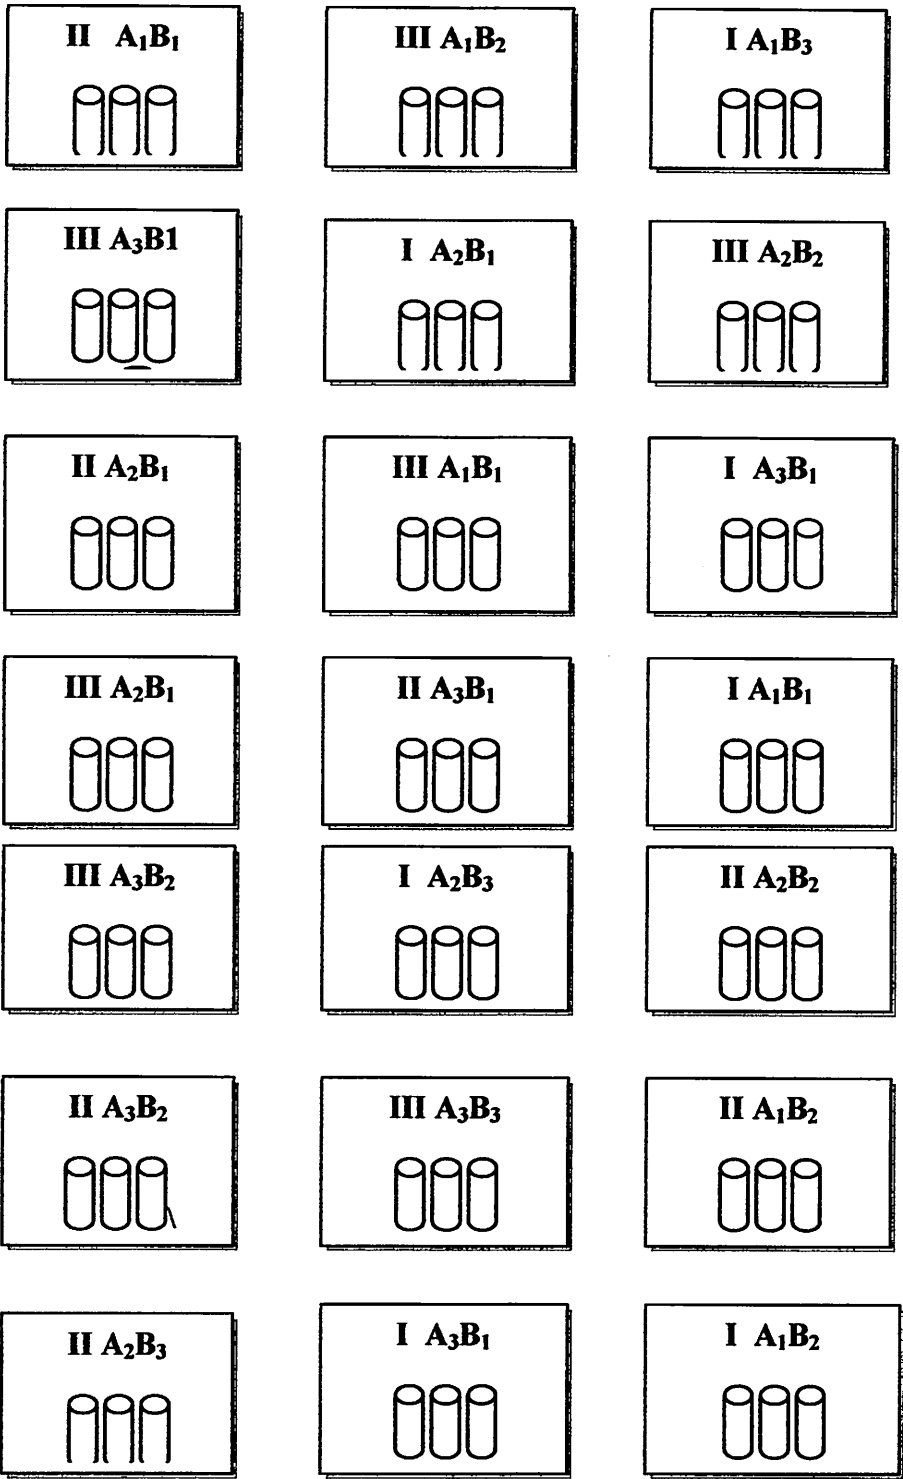 II A₁B₁
III A₁B₂
I A₁B₃
III A₃B1
I A₂B₁
III A₂B₂
II A₂B₁
III A₁B₁
I A₃B₁
III A₂B₁
II A₃B₁
I A₁B₁
III A₃B₂
I A₂B₃
II A₂B₂
II A₃B₂
III A₃B₃
II A₁B₂
II A₂B₃
I A₃B₁
I A₁B₂